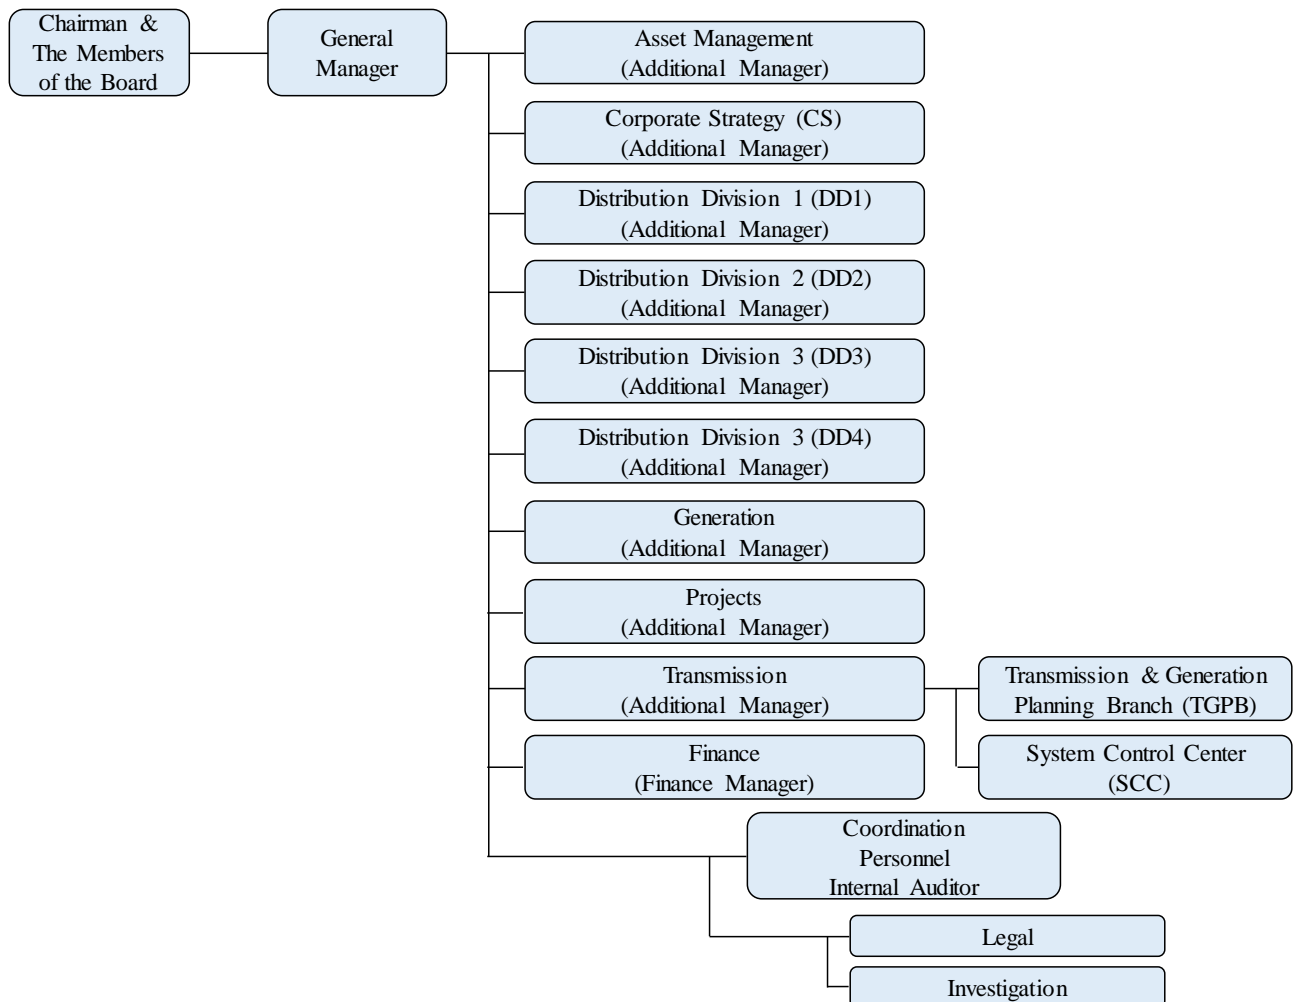 Chairman &
The Members
of the Board
General
Manager
Asset Management
(Additional Manager)
Corporate Strategy (CS)
(Additional Manager)
Distribution Division 1 (DD1)
(Additional Manager)
Distribution Division 2 (DD2)
(Additional Manager)
Distribution Division 3 (DD3)
(Additional Manager)
Distribution Division 3 (DD4)
(Additional Manager)
Generation
(Additional Manager)
Projects
(Additional Manager)
Transmission
(Additional Manager)
Transmission & Generation
Planning Branch (TGPB)
System Control Center
(SCC)
Finance
(Finance Manager)
Coordination
Personnel
Internal Auditor
Legal
Investigation